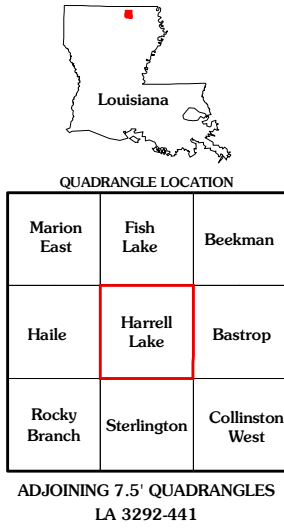 Louisiana
QUADRANGLE LOCATION
Marion
East
Fish
Lake
Beekman
Haile
Harrell
Lake
Bastrop
Rocky
Branch
Sterlington
Collinston
West
ADJOINING 7.5' QUADRANGLES
LA 3292-441